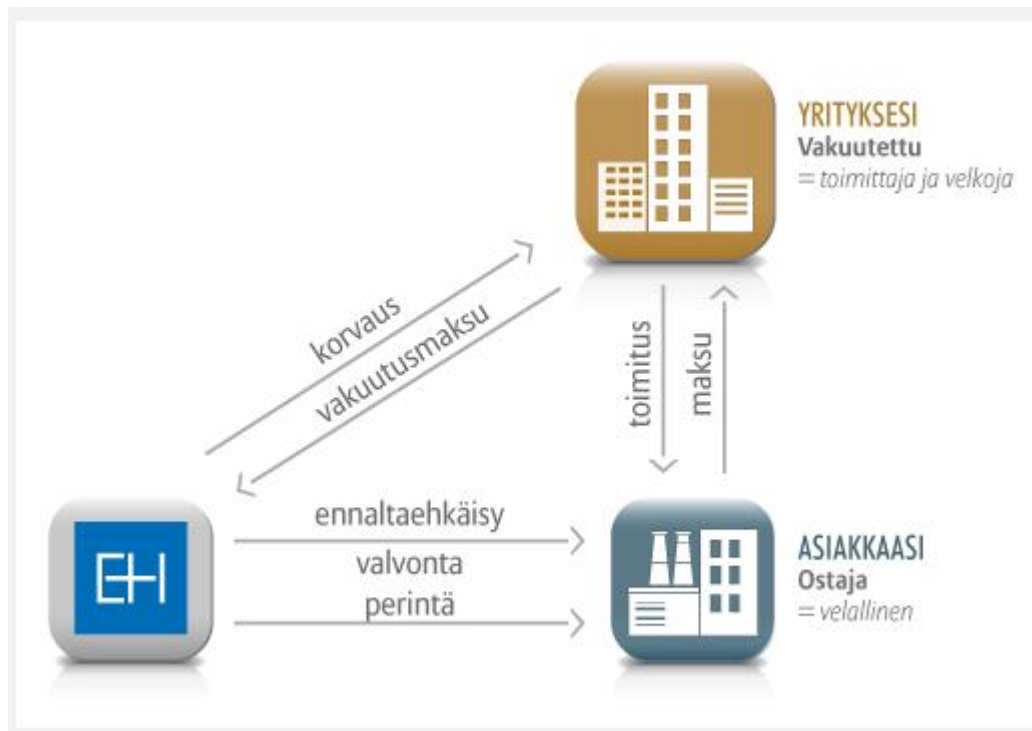 YRITYKSESI
Vakuutettu
= toimittaja ja velkoja
korvaus
vakuutusmaksu
toimitus
maksu
EH
ennaltaehkäisy
valvonta
perintä
ASIAKKAASI
Ostaja
= velallinen